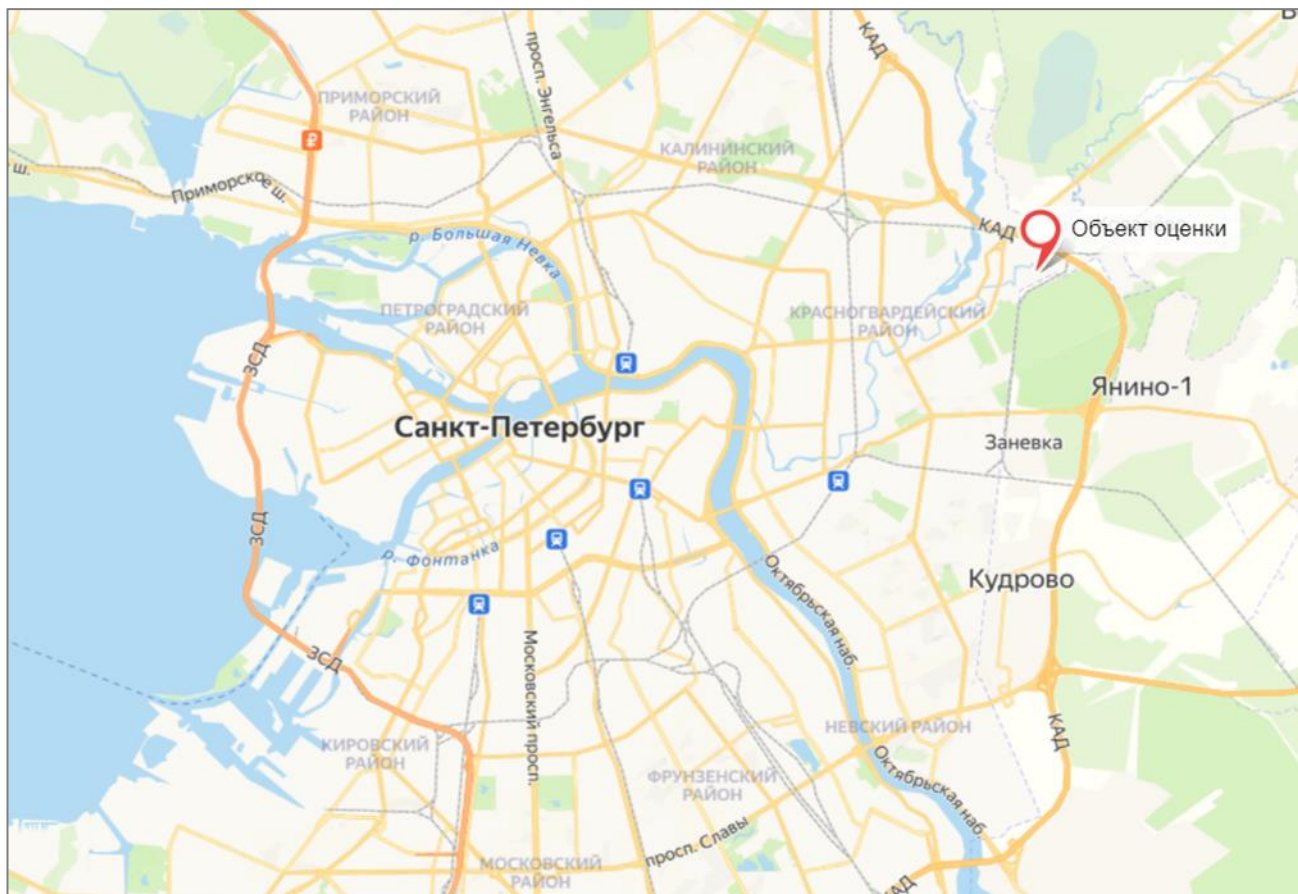 В
просп. Энгельса
КАД
ПРИМОРСКИЙ
РАЙОН
КАЛИНИНСКИЙ
РАЙОН
ш.
Приморское ш.
р. Большая Невка
КАД
Объект оценки
ПЕТРОГРАДСКИЙ
РАЙОН
КРАСНОГВАРДЕЙСКИЙ
РАЙОН
ЗСД
Янино-1
Санкт-Петербург
Заневка
ЗСД
р. Фонтанка
Октябрьская наб.
Кудрово
ЗСД
Московский просп.
КИРОВСКИЙ
РАЙОН
НЕВСКИЙ РАЙОН
КАД
ФРУНЗЕНСКИЙ
РАЙОН
Октябрьская наб.
просп. Славы
МОСКОВСКИЙ
РАЙОН
КАД